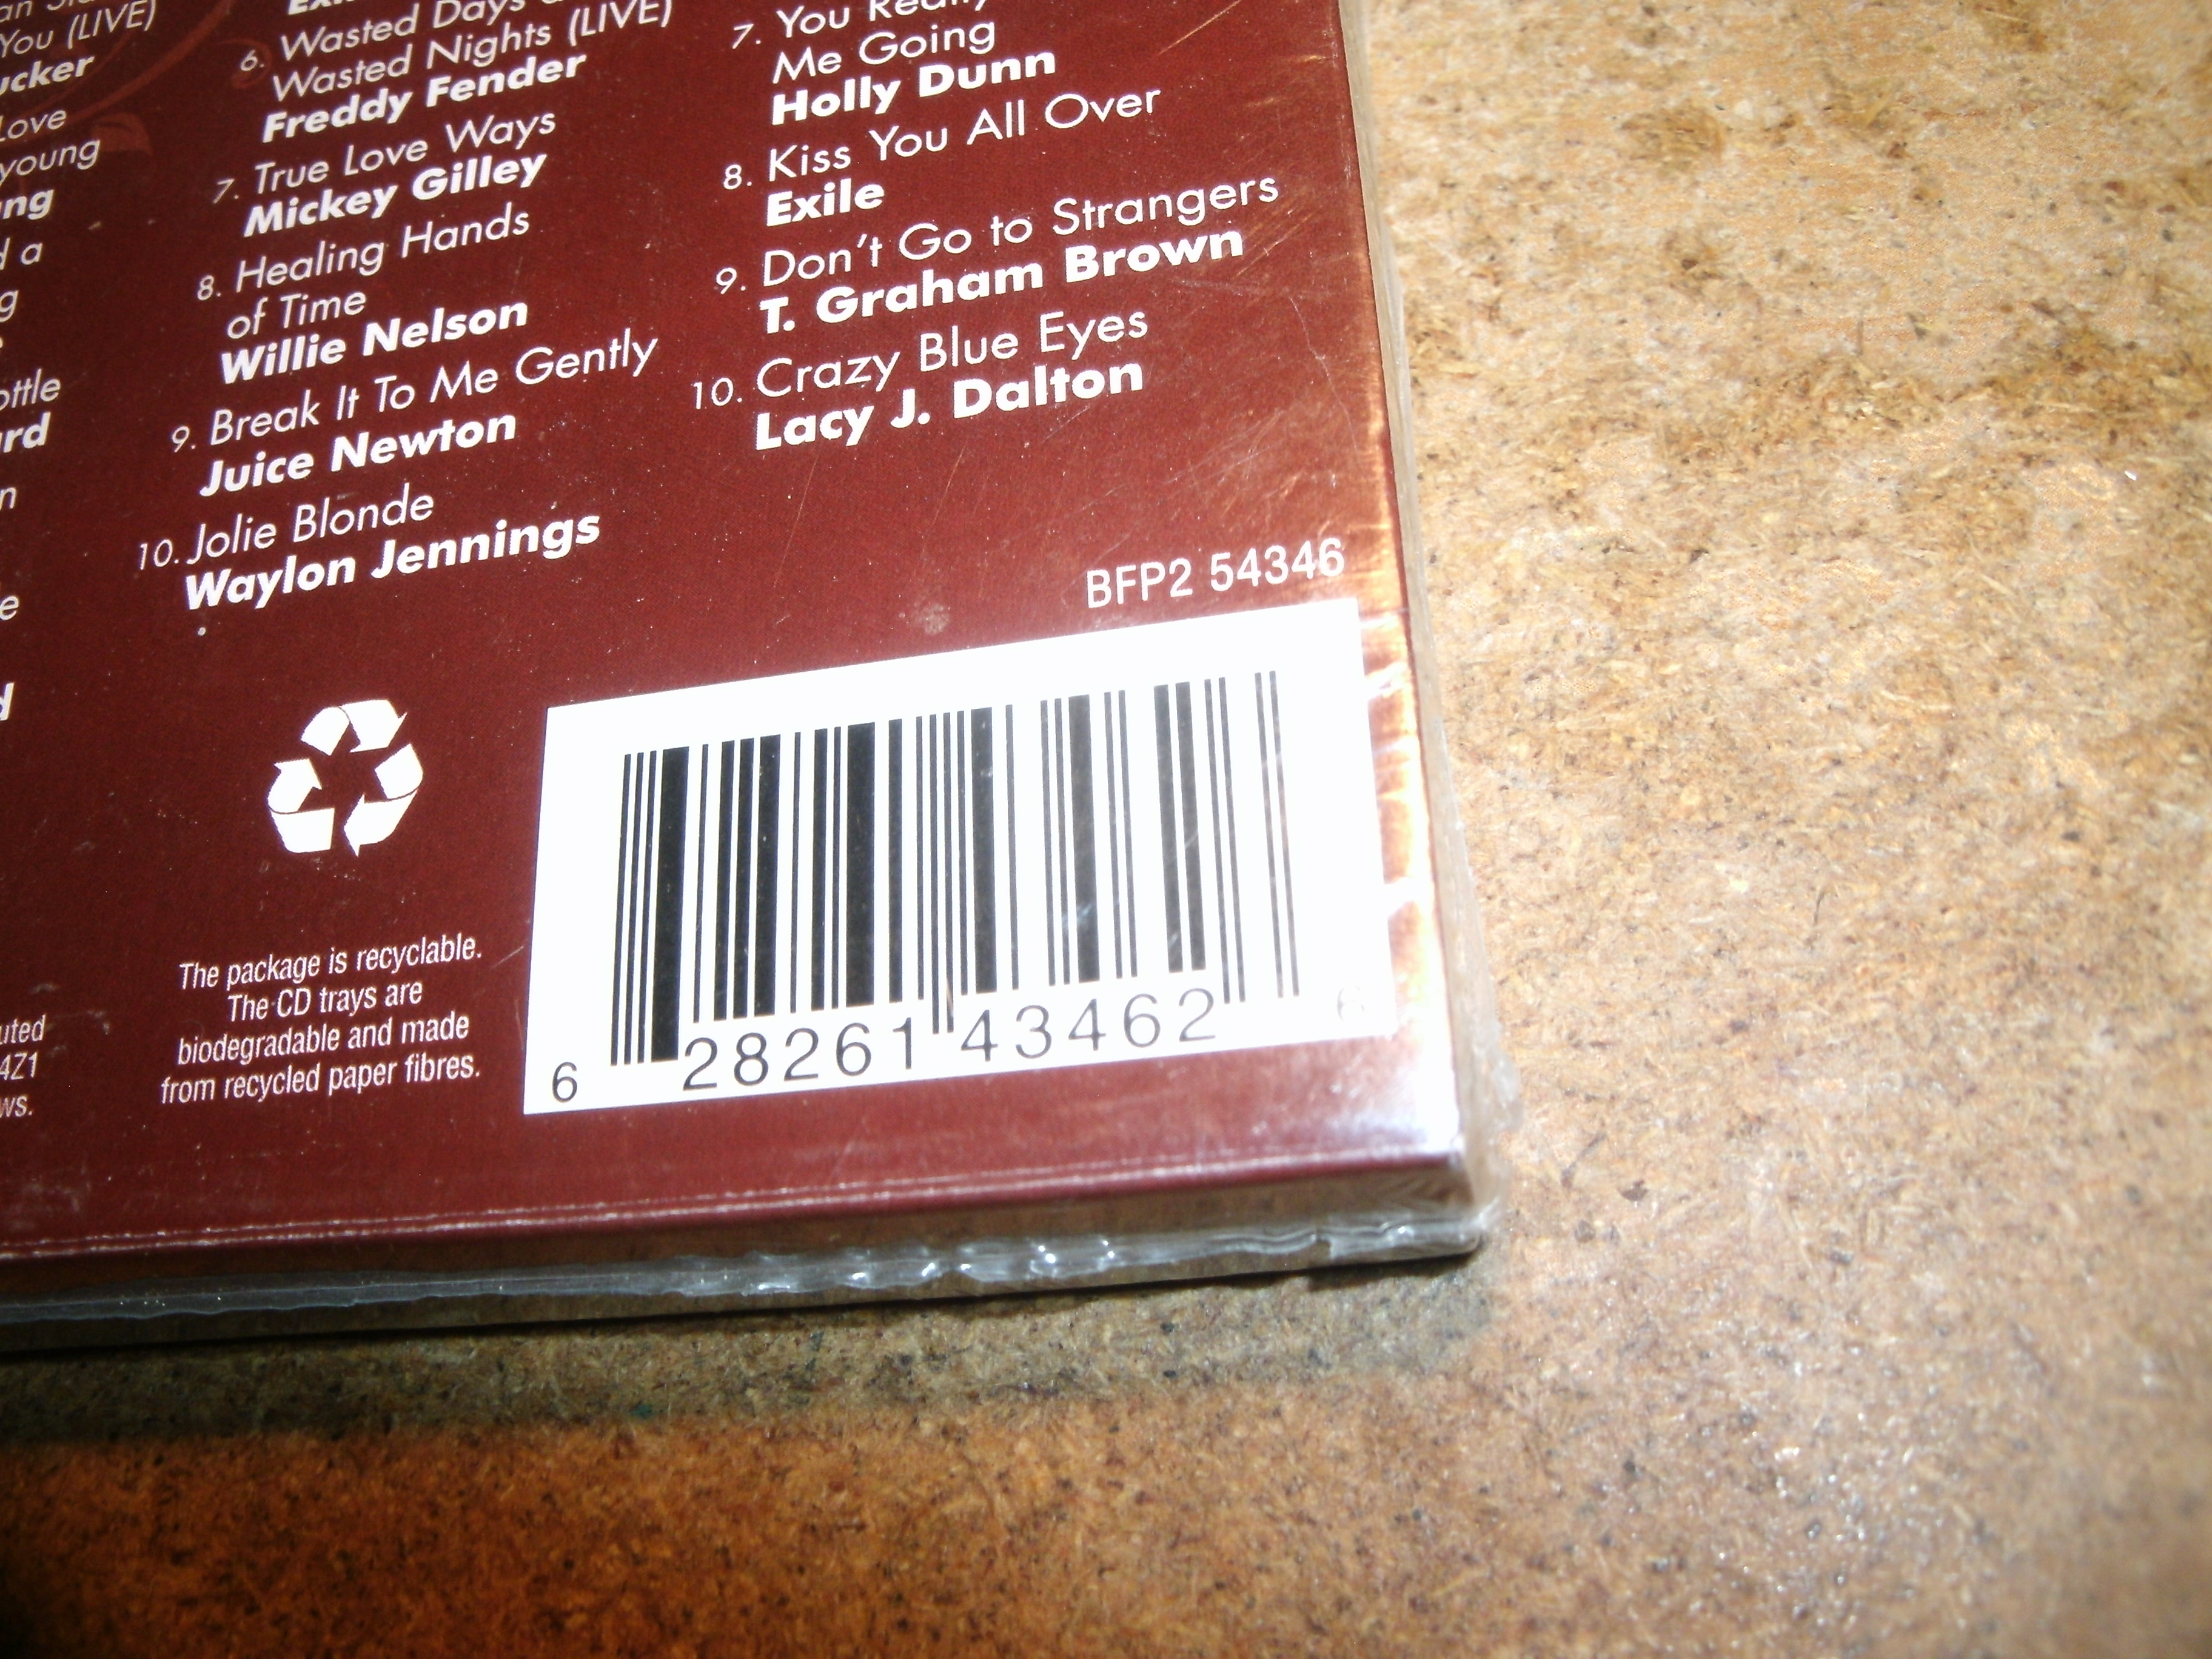 You (LIVE)
Love
young
d a
g
n
e
d
4Z1
6. Wasted Days
Wasted Nights (LIVE)
Freddy Fender
7. True Love Ways
Mickey Gilley
8. Healing Hands
of Time
Willie Nelson
9. Break It To Me Gently
Juice Newton
10. Jolie Blonde
Waylon Jennings
7. You Really
Me Going
Holly Dunn
8. Kiss You All Over
Exile
9. Don't Go to Strangers
T. Graham Brown
10. Crazy Blue Eyes
Lacy J. Dalton
BFP2 54346
The package is recyclable.
The CD trays are
biodegradable and made
from recycled paper fibres.
6 28261 43462 6